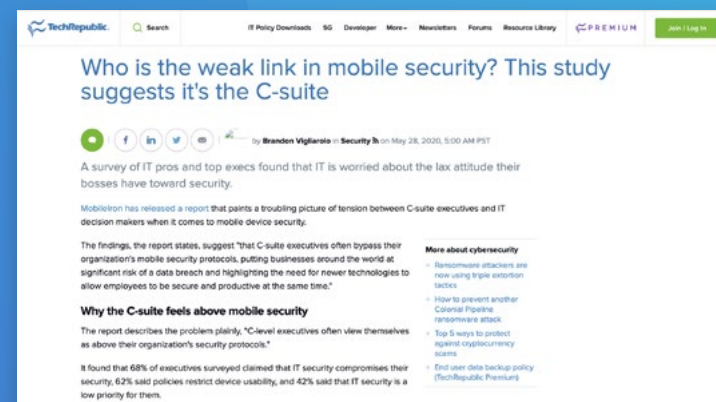 TechRepublic.
Search
IT Policy Downloads 5G Developer More Newsletters Forums Resource Library
PREMIUM
Join / Log In
Who is the weak link in mobile security? This study
suggests it's the C-suite
by Brandon Vigliarolo in Security on May 28, 2020, 5:00 AM PST
A survey of IT pros and top execs found that IT is worried about the lax attitude their
bosses have toward security.
MobileIron has released a report that paints a troubling picture of tension between C-suite executives and IT
decision makers when it comes to mobile device security.
The findings, the report states, suggest "that C-suite executives often bypass their
organization's mobile security protocols, putting businesses around the world at
significant risk of a data breach and highlighting the need for newer technologies to
allow employees to be secure and productive at the same time."
Why the C-suite feels above mobile security
The report describes the problem plainly, "C-level executives often view themselves
as above their organization's security protocols."
It found that 68% of executives surveyed claimed that IT security compromises their
security, 62% said policies restrict device usability, and 42% said that IT security is a
low priority for them.
More about cybersecurity
Ransomware attackers are
now using triple extortion
tactics
How to prevent another
Colonial Pipeline
ransomware attack
Top 5 ways to protect
against cryptocurrency
scams
End user data backup policy
(TechRepublic Premium)